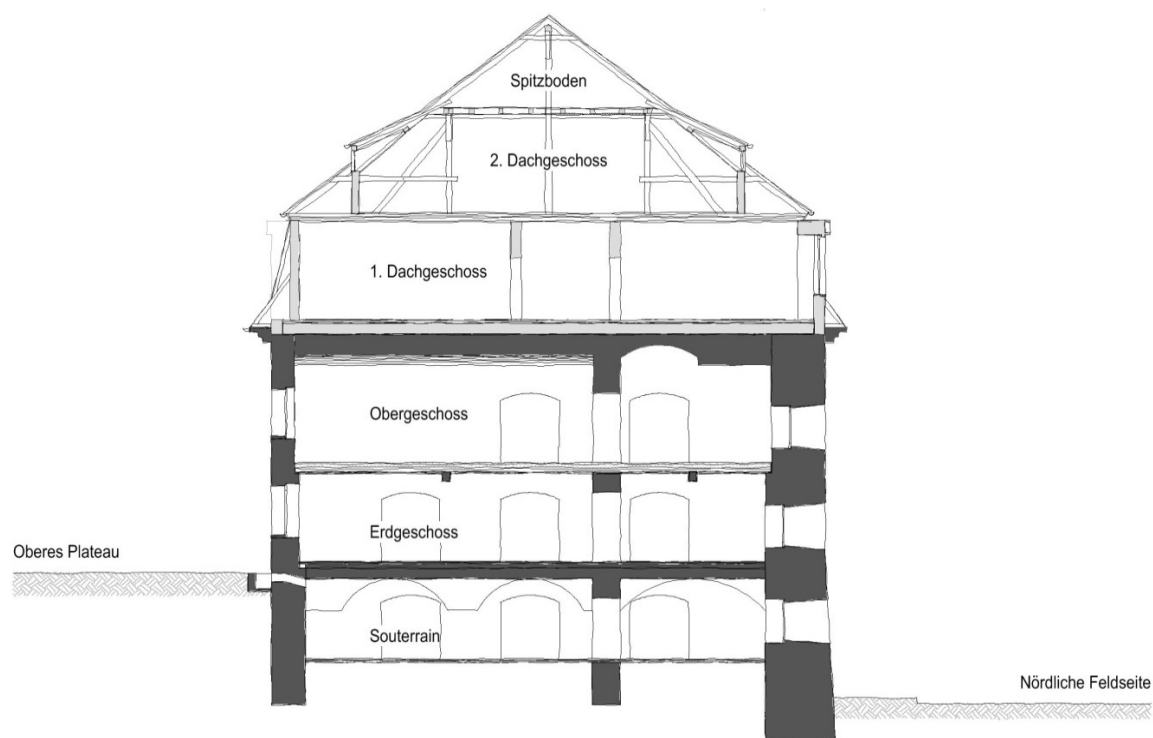 Spitzboden
2. Dachgeschoss
1. Dachgeschoss
Obergeschoss
Erdgeschoss
Oberes Plateau
Souterrain
Nördliche Feldseite